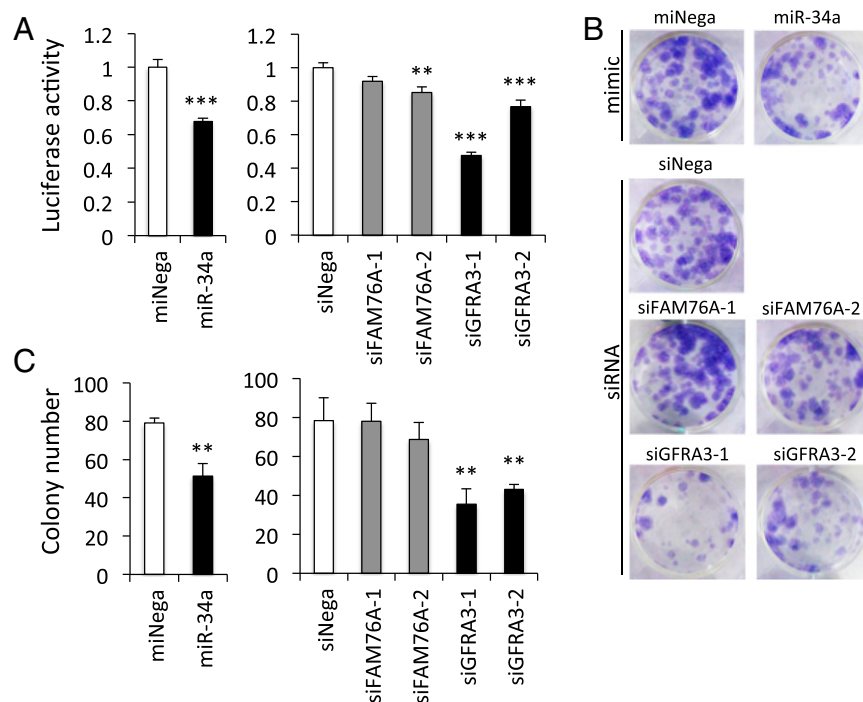 A
Luciferase activity
1.2
1
0.8
0.6
0.4
0.2
0
***
miNega
miR-34a
1.2
1
0.8
0.6
0.4
0.2
0
**
***
***
siNega
siFAM76A-1
siFAM76A-2
siGFRA3-1
siGFRA3-2
B
miNega
miR-34a
mimic
siNega
siFAM76A-1
siFAM76A-2
siRNA
siGFRA3-1
siGFRA3-2
C
Colony number
100
80
60
40
20
0
**
miNega
miR-34a
100
80
60
40
20
0
**
**
siNega
siFAM76A-1
siFAM76A-2
siGFRA3-1
siGFRA3-2